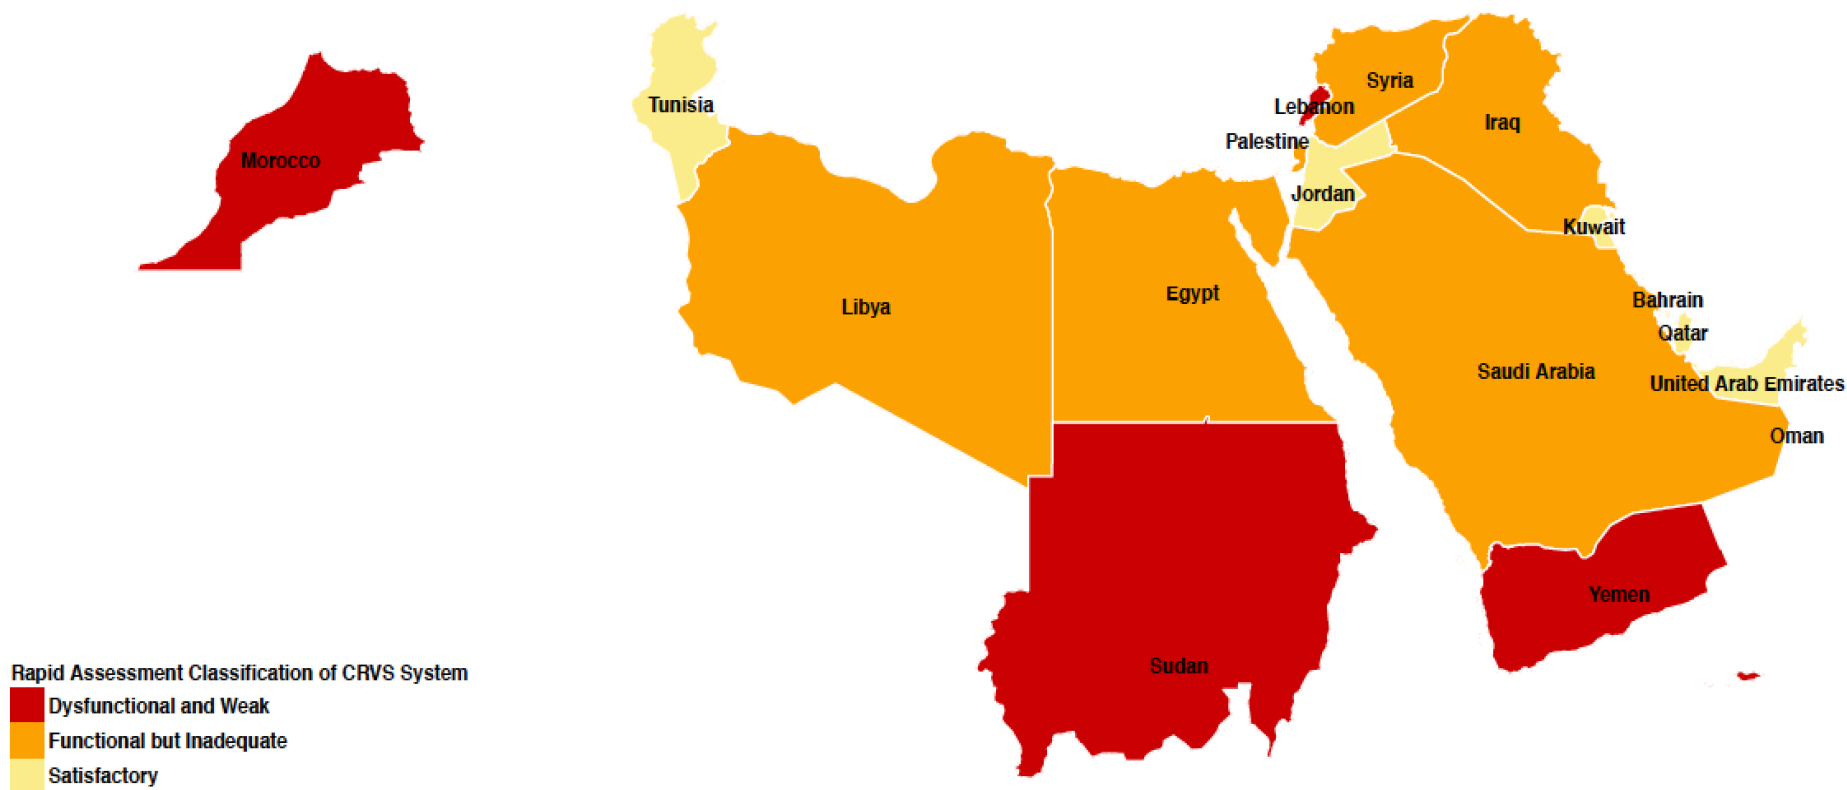 Tunisia
Syria
Lebanon
Iraq
Palestine
Morocco
Jordan
Kuwait
Egypt
Bahrain
Libya
Qatar
Saudi Arabia
United Arab Emirates
Oman
Yemen
Sudan
Rapid Assessment Classification of CRVS System
Dysfunctional and Weak
Functional but Inadequate
Satisfactory